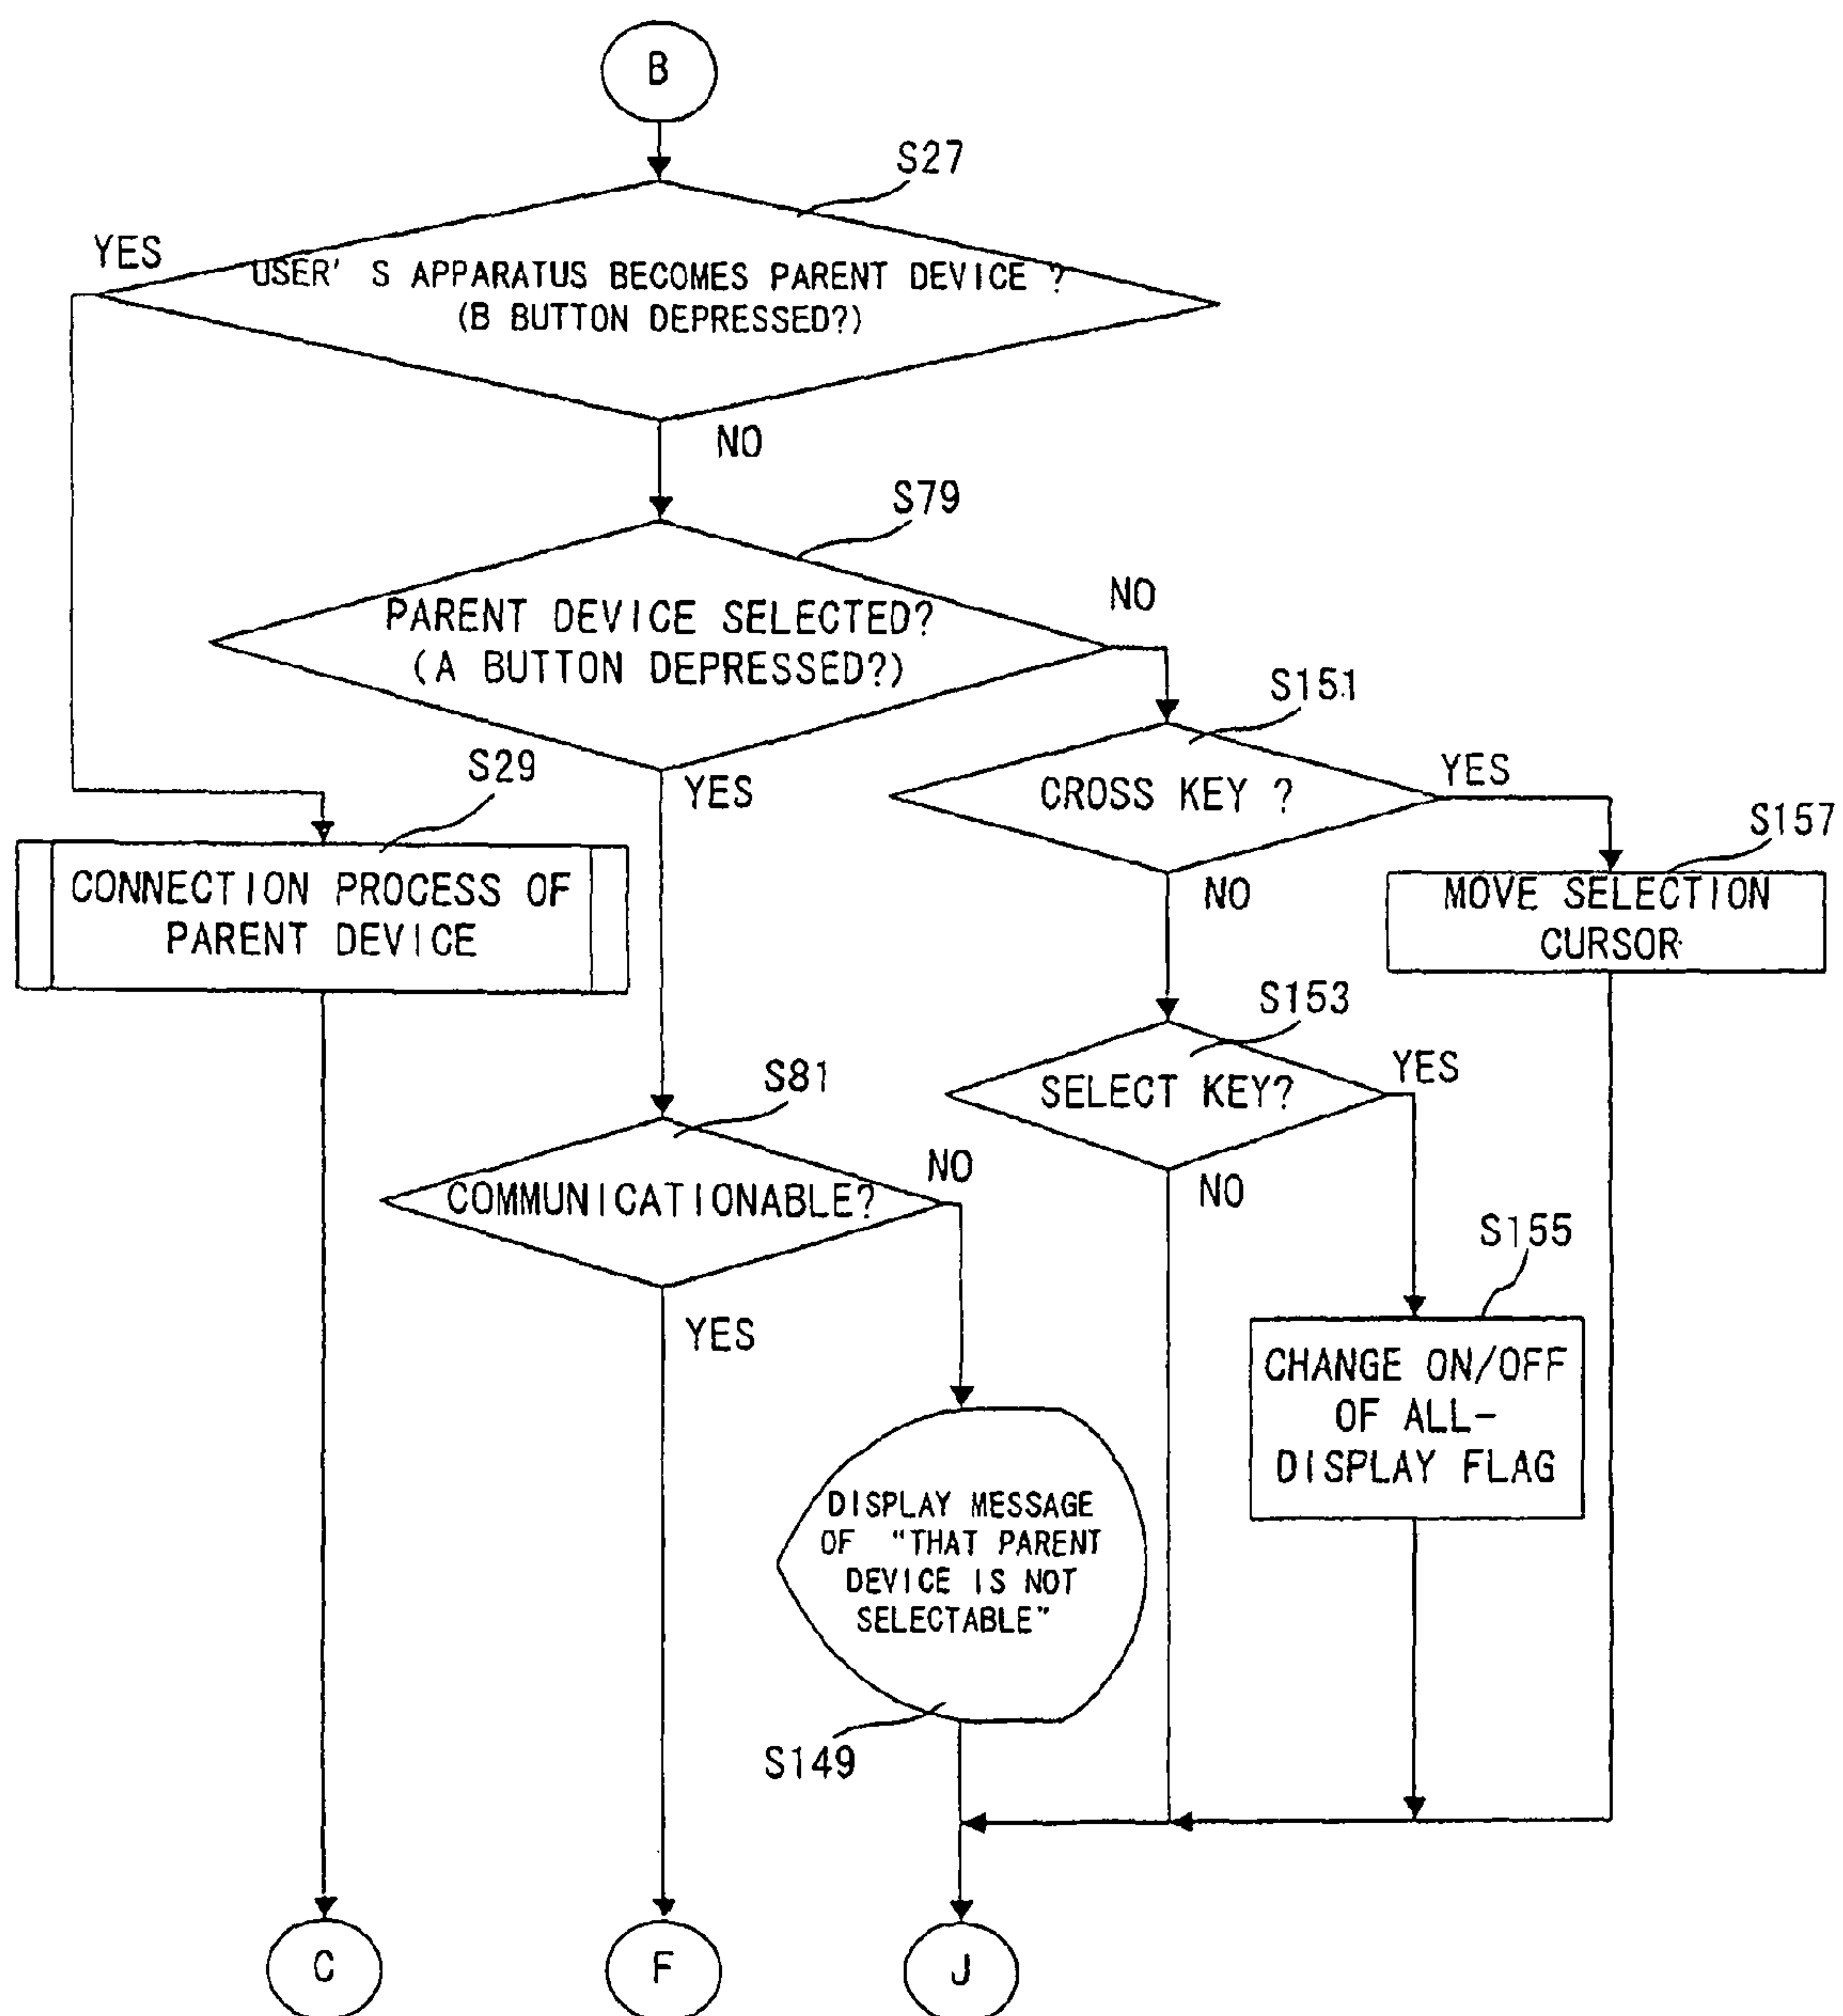 B
S27
YES
USER' S APPARATUS BECOMES PARENT DEVICE ?
(B BUTTON DEPRESSED?)
NO
S79
PARENT DEVICE SELECTED?
(A BUTTON DEPRESSED?)
NO
YES
S151
CROSS KEY ?
YES
NO
S157
MOVE SELECTION
CURSOR
S29
CONNECTION PROCESS OF
PARENT DEVICE
S153
SELECT KEY?
YES
NO
S81
COMMUNICATIONABLE?
NO
YES
S155
CHANGE ON/OFF
OF ALL-
DISPLAY FLAG
DISPLAY MESSAGE
OF "THAT PARENT
DEVICE IS NOT
SELECTABLE"
S149
C
F
J